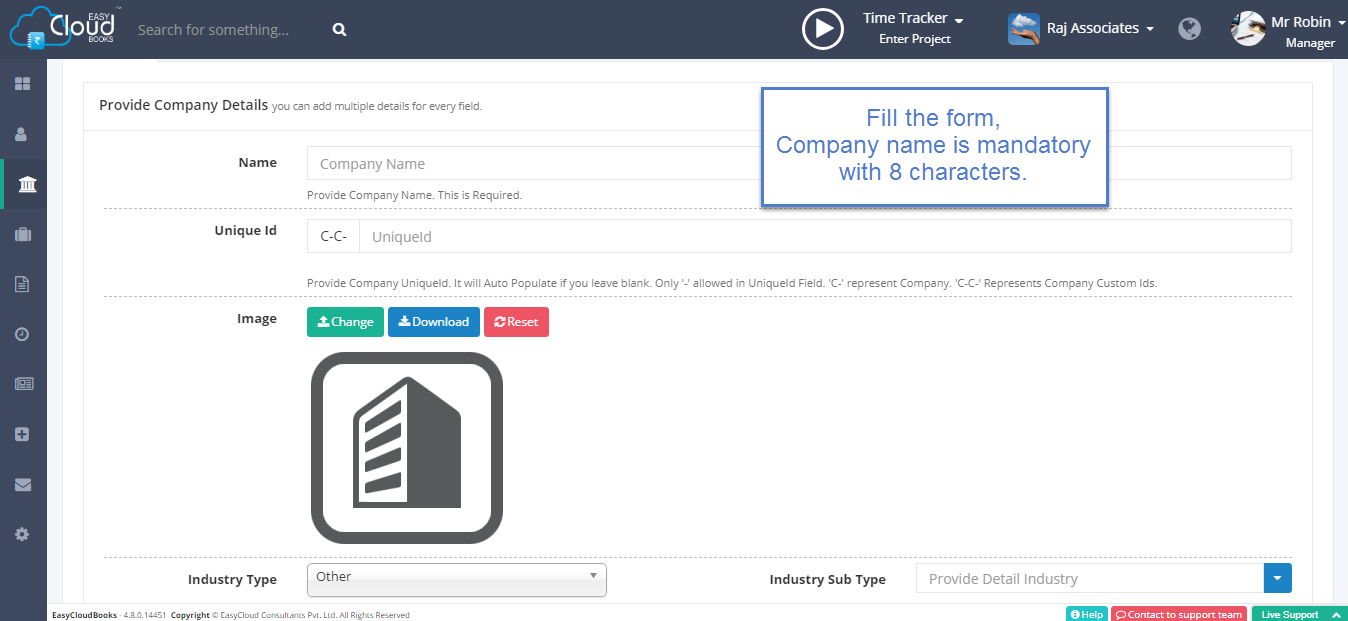 EASY
Cloud
BOOKS
Search for something...
Time Tracker
Enter Project
Raj Associates
Mr Robin
Manager
Provide Company Details you can add multiple details for every field.
Fill the form,
Company name is mandatory
with 8 characters.
Name
Company Name
Provide Company Name. This is Required.
Unique Id
C-C-
UniqueId
Provide Company UniqueId. It will Auto Populate if you leave blank. Only '-' allowed in UniqueId Field. 'C-' represent Company. 'C-C-' Represents Company Custom Ids.
Image
Change
Download
Reset
Industry Type
Other
Industry Sub Type
Provide Detail Industry
EasyCloudBooks - 4.8.0.14451 Copyright © EasyCloud Consultants Pvt. Ltd. All Rights Reserved
Help
Contact to support team
Live Support